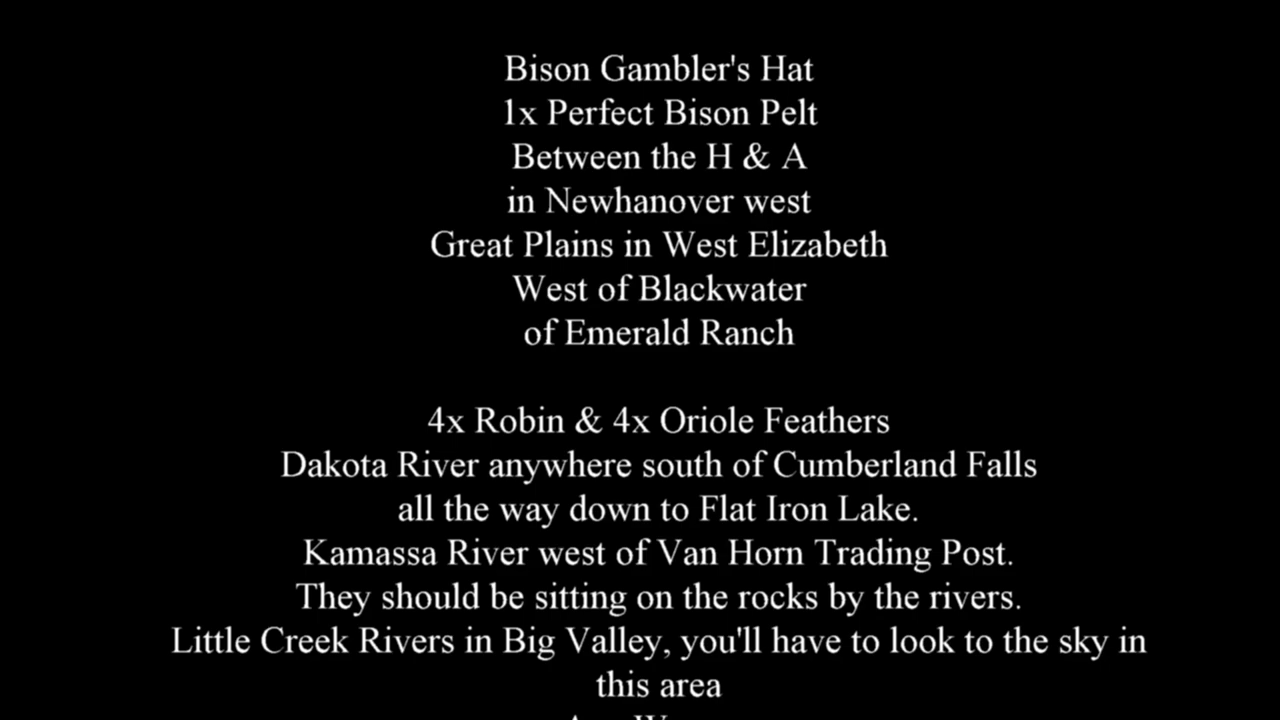 Bison Gambler's Hat
1x Perfect Bison Pelt
Between the H & A
in Newhanover west
Great Plains in West Elizabeth
West of Blackwater
of Emerald Ranch
4x Robin & 4x Oriole Feathers
Dakota River anywhere south of Cumberland Falls
all the way down to Flat Iron Lake.
Kamassa River west of Van Horn Trading Post.
They should be sitting on the rocks by the rivers.
Little Creek Rivers in Big Valley, you'll have to look to the sky in
this area